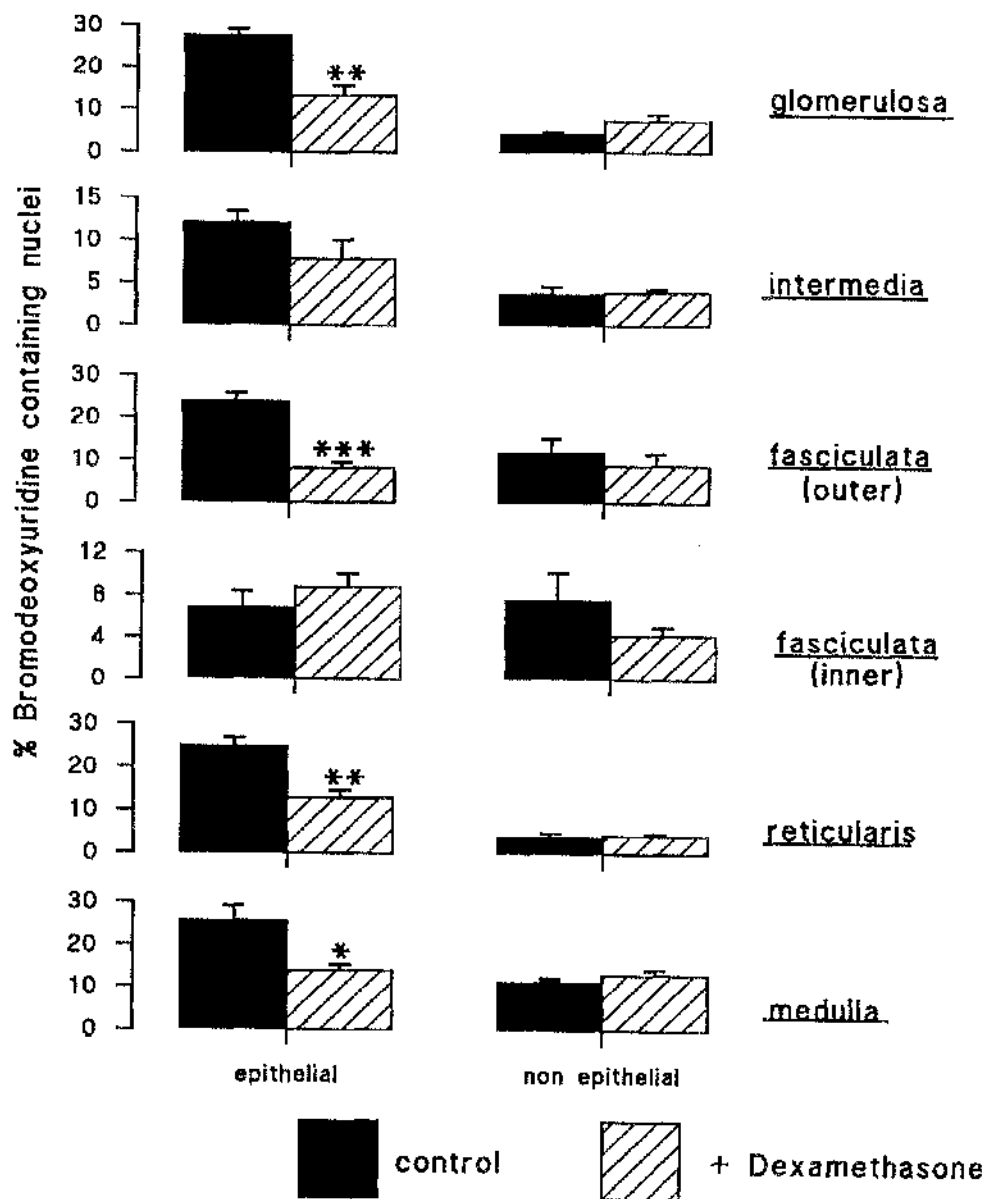 % Bromodeoxyuridine containing nuclei
30
20
10
0
**
glomerulosa
15
10
5
0
intermedia
30
20
10
0
***
fasciculata
(outer)
12
8
4
0
fasciculata
(inner)
30
20
10
0
**
reticularis
30
20
10
0
*
medulla
epithelial
non epithelial
control
+ Dexamethasone